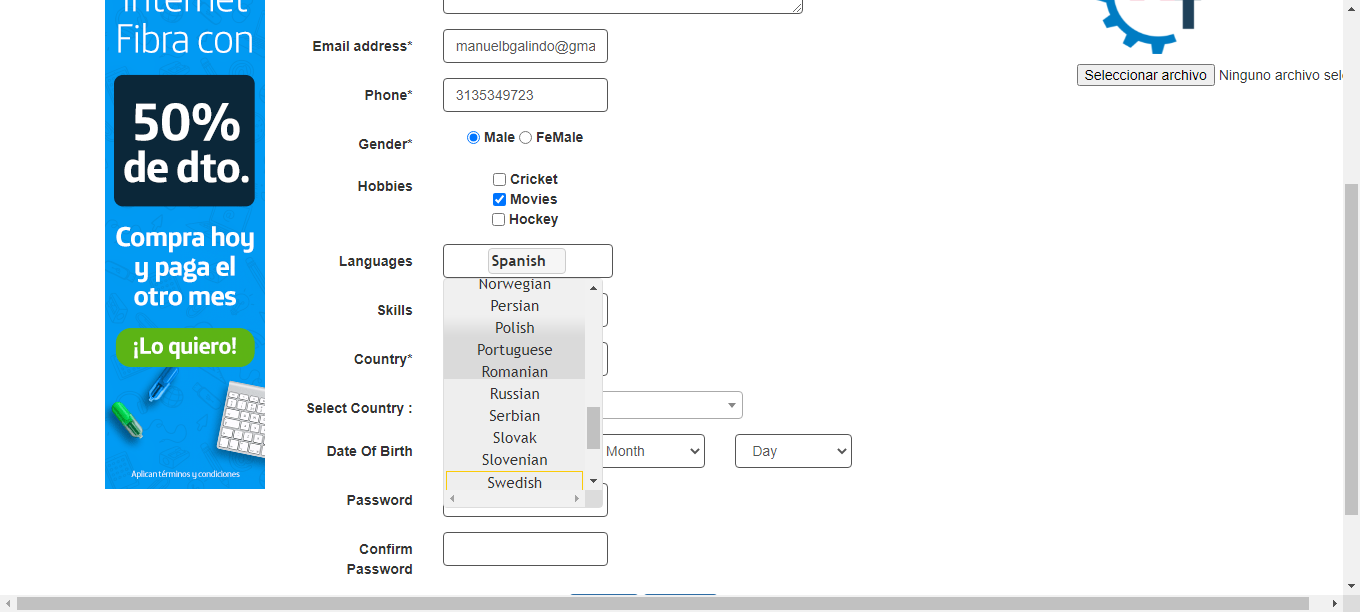 Internet
Fibra con
50%
de dto.
Compra hoy
y paga el
otro mes
¡Lo quiero!
Aplican términos y condiciones
Email address*
manuelbgalindo@gma
Phone*
3135349723
Gender*
Male FeMale
Hobbies
Cricket
Movies
Hockey
Languages
Spanish
Norwegian
Persian
Polish
Portuguese
Romanian
Russian
Serbian
Slovak
Slovenian
Swedish
Skills
Country*
Select Country :
Date Of Birth
Month
Day
Password
Confirm
Password
Seleccionar archivo Ninguno archivo sel